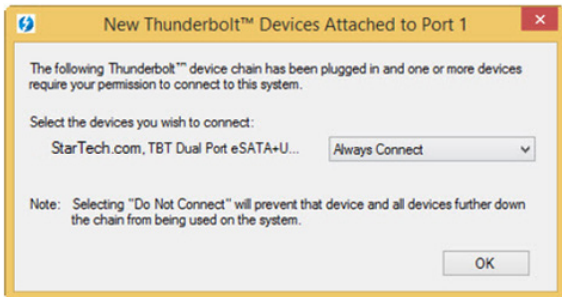 New Thunderbolt™ Devices Attached to Port 1
The following Thunderbolt™ device chain has been plugged in and one or more devices
require your permission to connect to this system.
Select the devices you wish to connect:
StarTech.com, TBT Dual Port eSATA+U... Always Connect
Note: Selecting "Do Not Connect" will prevent that device and all devices further down
the chain from being used on the system.
OK